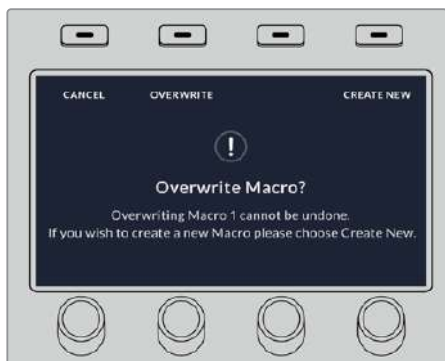 CANCEL OVERWRITE CREATE NEW
!
Overwrite Macro?
Overwriting Macro 1 cannot be undone.
If you wish to create a new Macro please choose Create New.